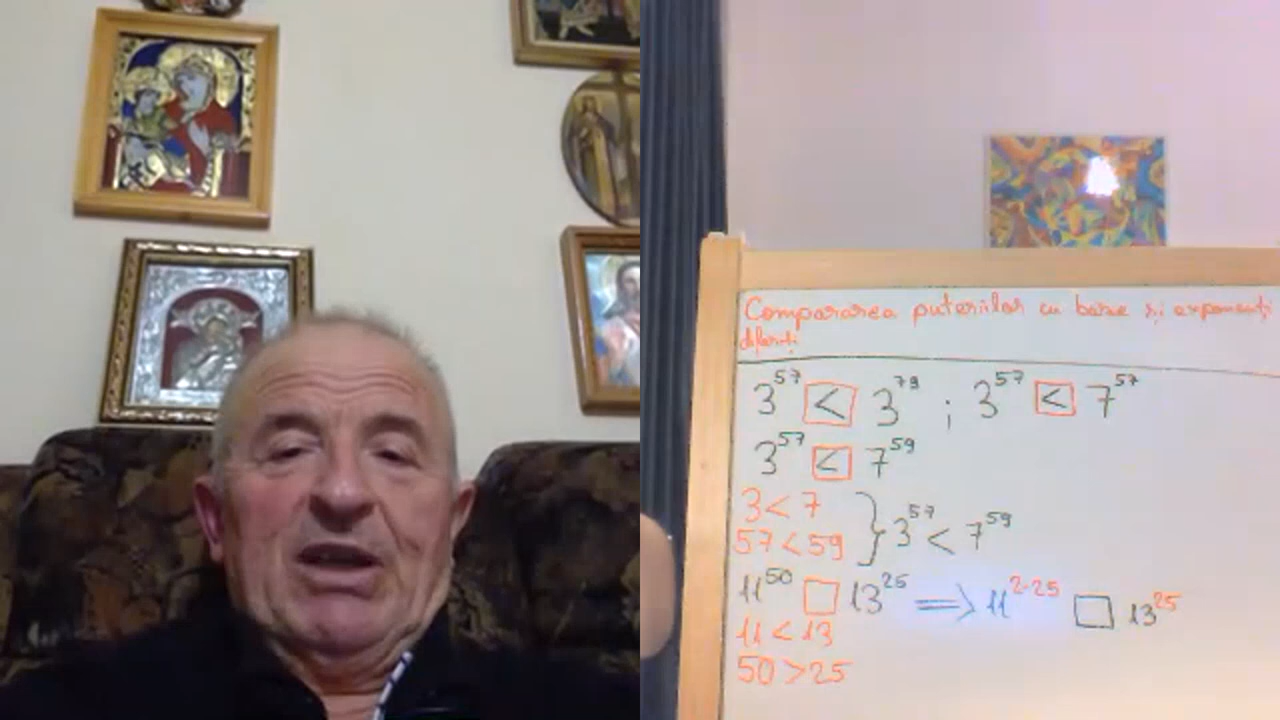 Compararea puterilor cu baze și exponenți
diferiți
3^57 < 3^79 ; 3^57 < 7^57
3^57 < 7^59
3 < 7
57 < 59 } 3^57 < 7^59
11^50 □ 13^25 ⇒ 11^2·25 □ 13^25
11 < 13
50 > 25